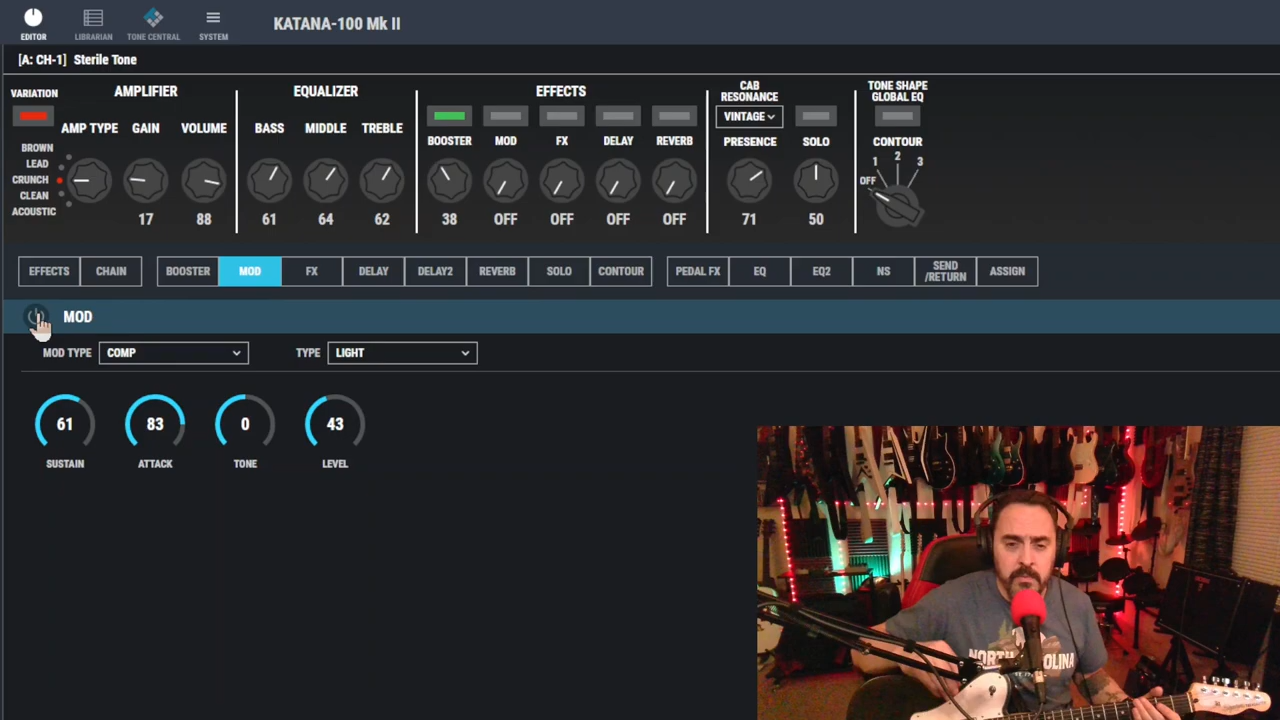 KATANA-100 Mk II
EDITOR
LIBRARIAN
TONE CENTRAL
SYSTEM
[A: CH-1] Sterile Tone
VARIATION
AMPLIFIER
AMP TYPE
GAIN
VOLUME
BROWN
LEAD
CRUNCH
CLEAN
ACOUSTIC
17
88
EQUALIZER
BASS
MIDDLE
TREBLE
61
64
62
EFFECTS
BOOSTER
MOD
FX
DELAY
REVERB
38
OFF
OFF
OFF
OFF
CAB
RESONANCE
VINTAGE
PRESENCE
SOLO
71
50
TONE SHAPE
GLOBAL EQ
CONTOUR
OFF
1
2
3
EFFECTS
CHAIN
BOOSTER
MOD
FX
DELAY
DELAY2
REVERB
SOLO
CONTOUR
PEDAL FX
EQ
EQ2
NS
SEND
/RETURN
ASSIGN
MOD
MOD TYPE
COMP
TYPE
LIGHT
61
83
0
43
SUSTAIN
ATTACK
TONE
LEVEL